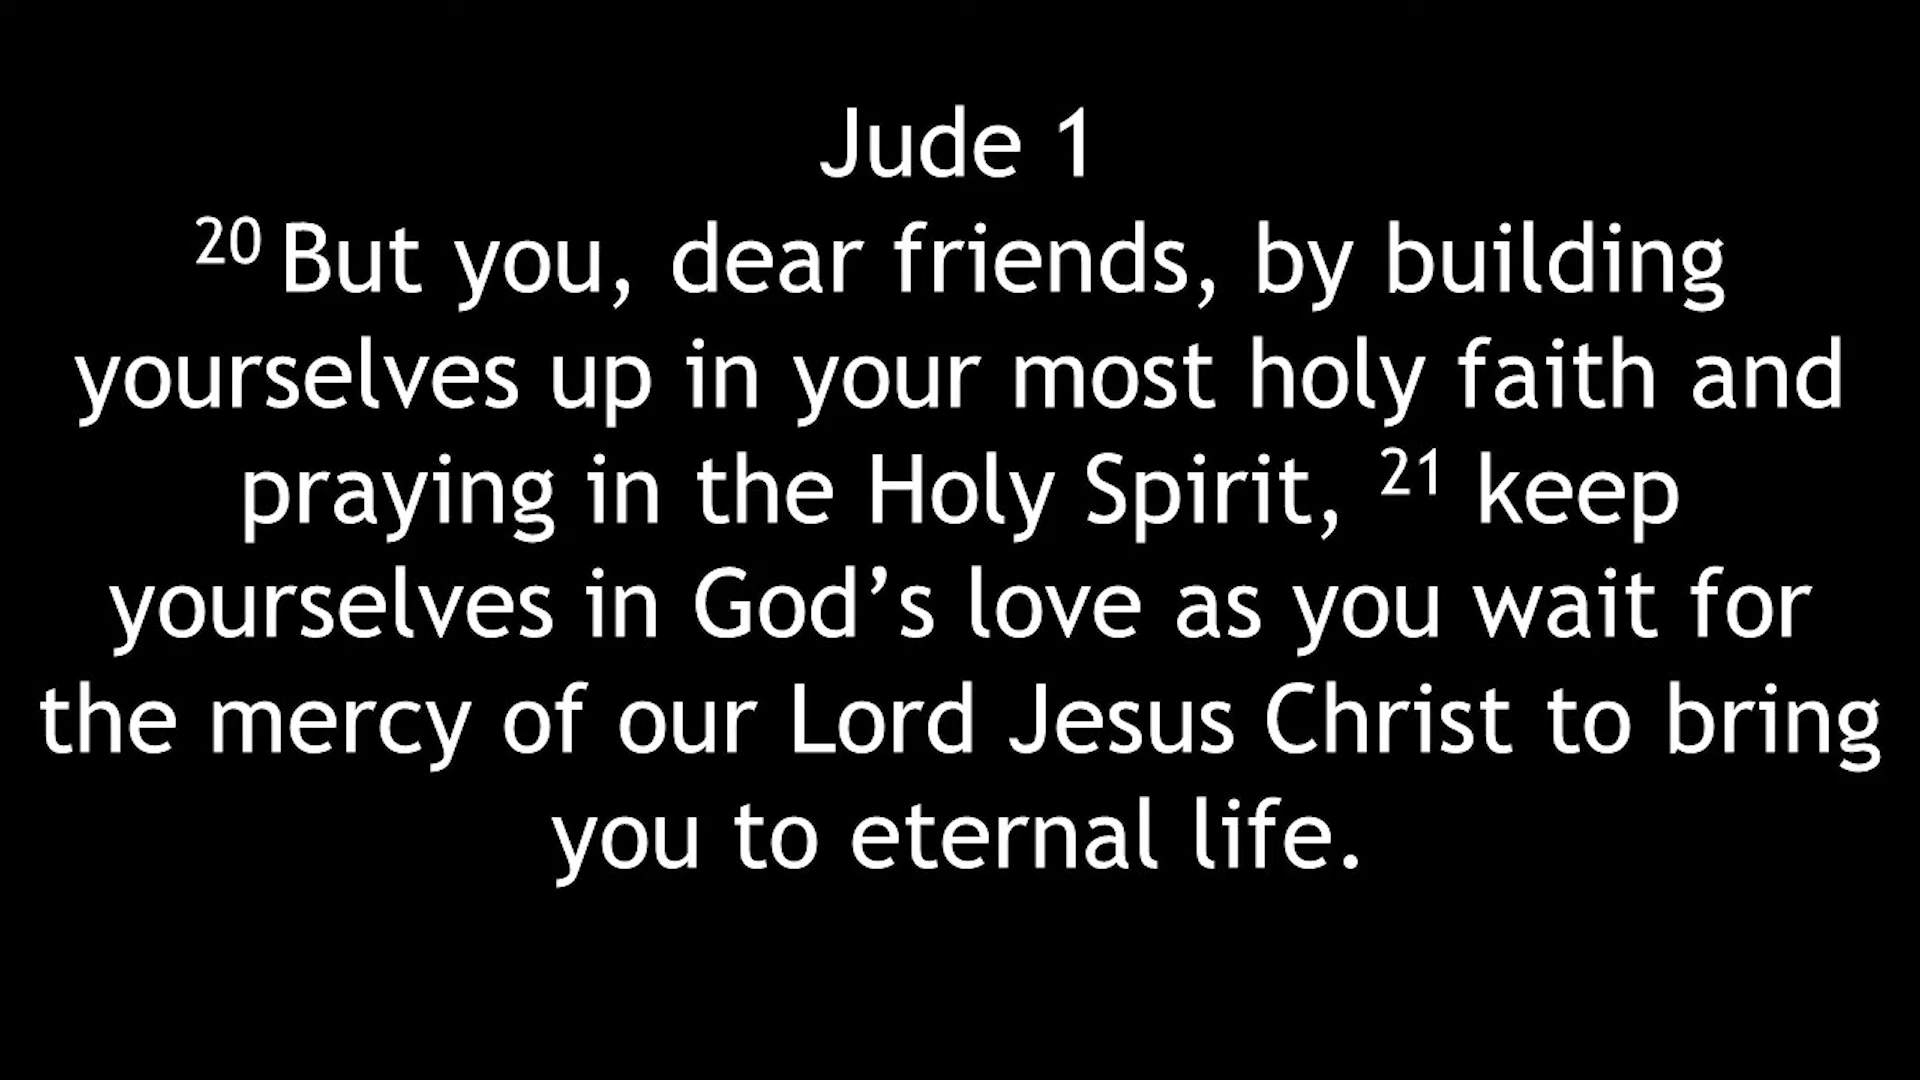 Jude 1
20 But you, dear friends, by building
yourselves up in your most holy faith and
praying in the Holy Spirit, 21 keep
yourselves in God’s love as you wait for
the mercy of our Lord Jesus Christ to bring
you to eternal life.